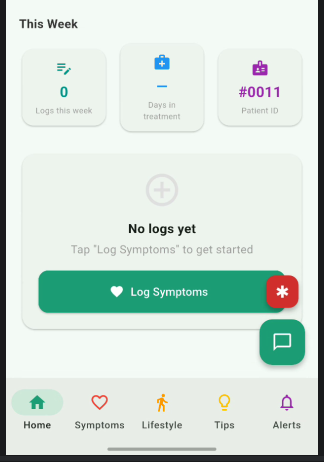 This Week
0
Logs this week
–
Days in
treatment
#0011
Patient ID
No logs yet
Tap "Log Symptoms" to get started
Log Symptoms
Home
Symptoms
Lifestyle
Tips
Alerts